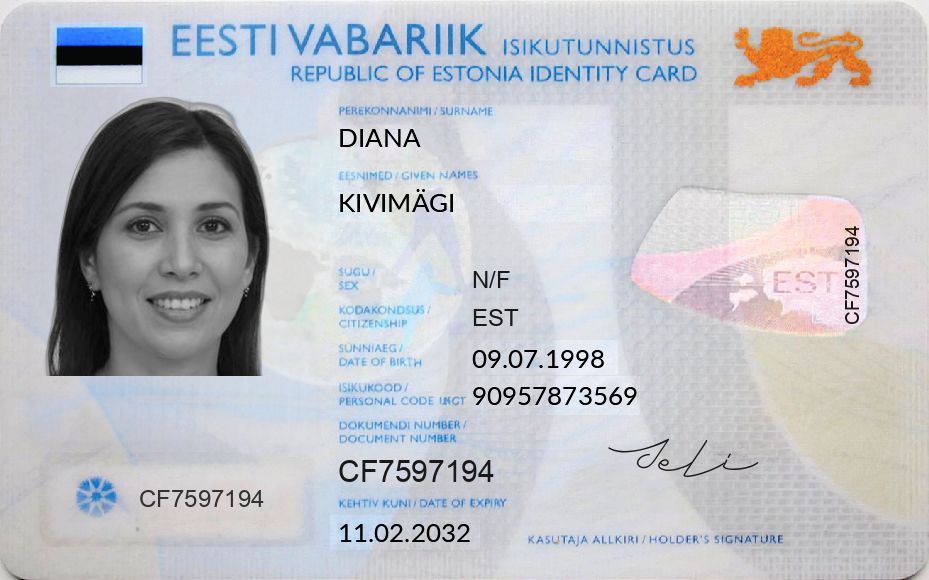 EESTI VABARIIK ISIKUTUNNISTUS
REPUBLIC OF ESTONIA IDENTITY CARD
PEREKONNANIMI / SURNAME
DIANA
EESNIMED / GIVEN NAMES
KIVIMÄGI
SUGU /
SEX
N/F
KODAKONDSUS /
CITIZENSHIP
EST
SÜNNIAEG /
DATE OF BIRTH
09.07.1998
ISIKUKOOD /
PERSONAL CODE
90957873569
DOKUMENDI NUMBER /
DOCUMENT NUMBER
CF7597194
KEHTIV KUNI / DATE OF EXPIRY
11.02.2032
CF7597194
EST
CF7597194
KASUTAJA ALLKIRI / HOLDER'S SIGNATURE